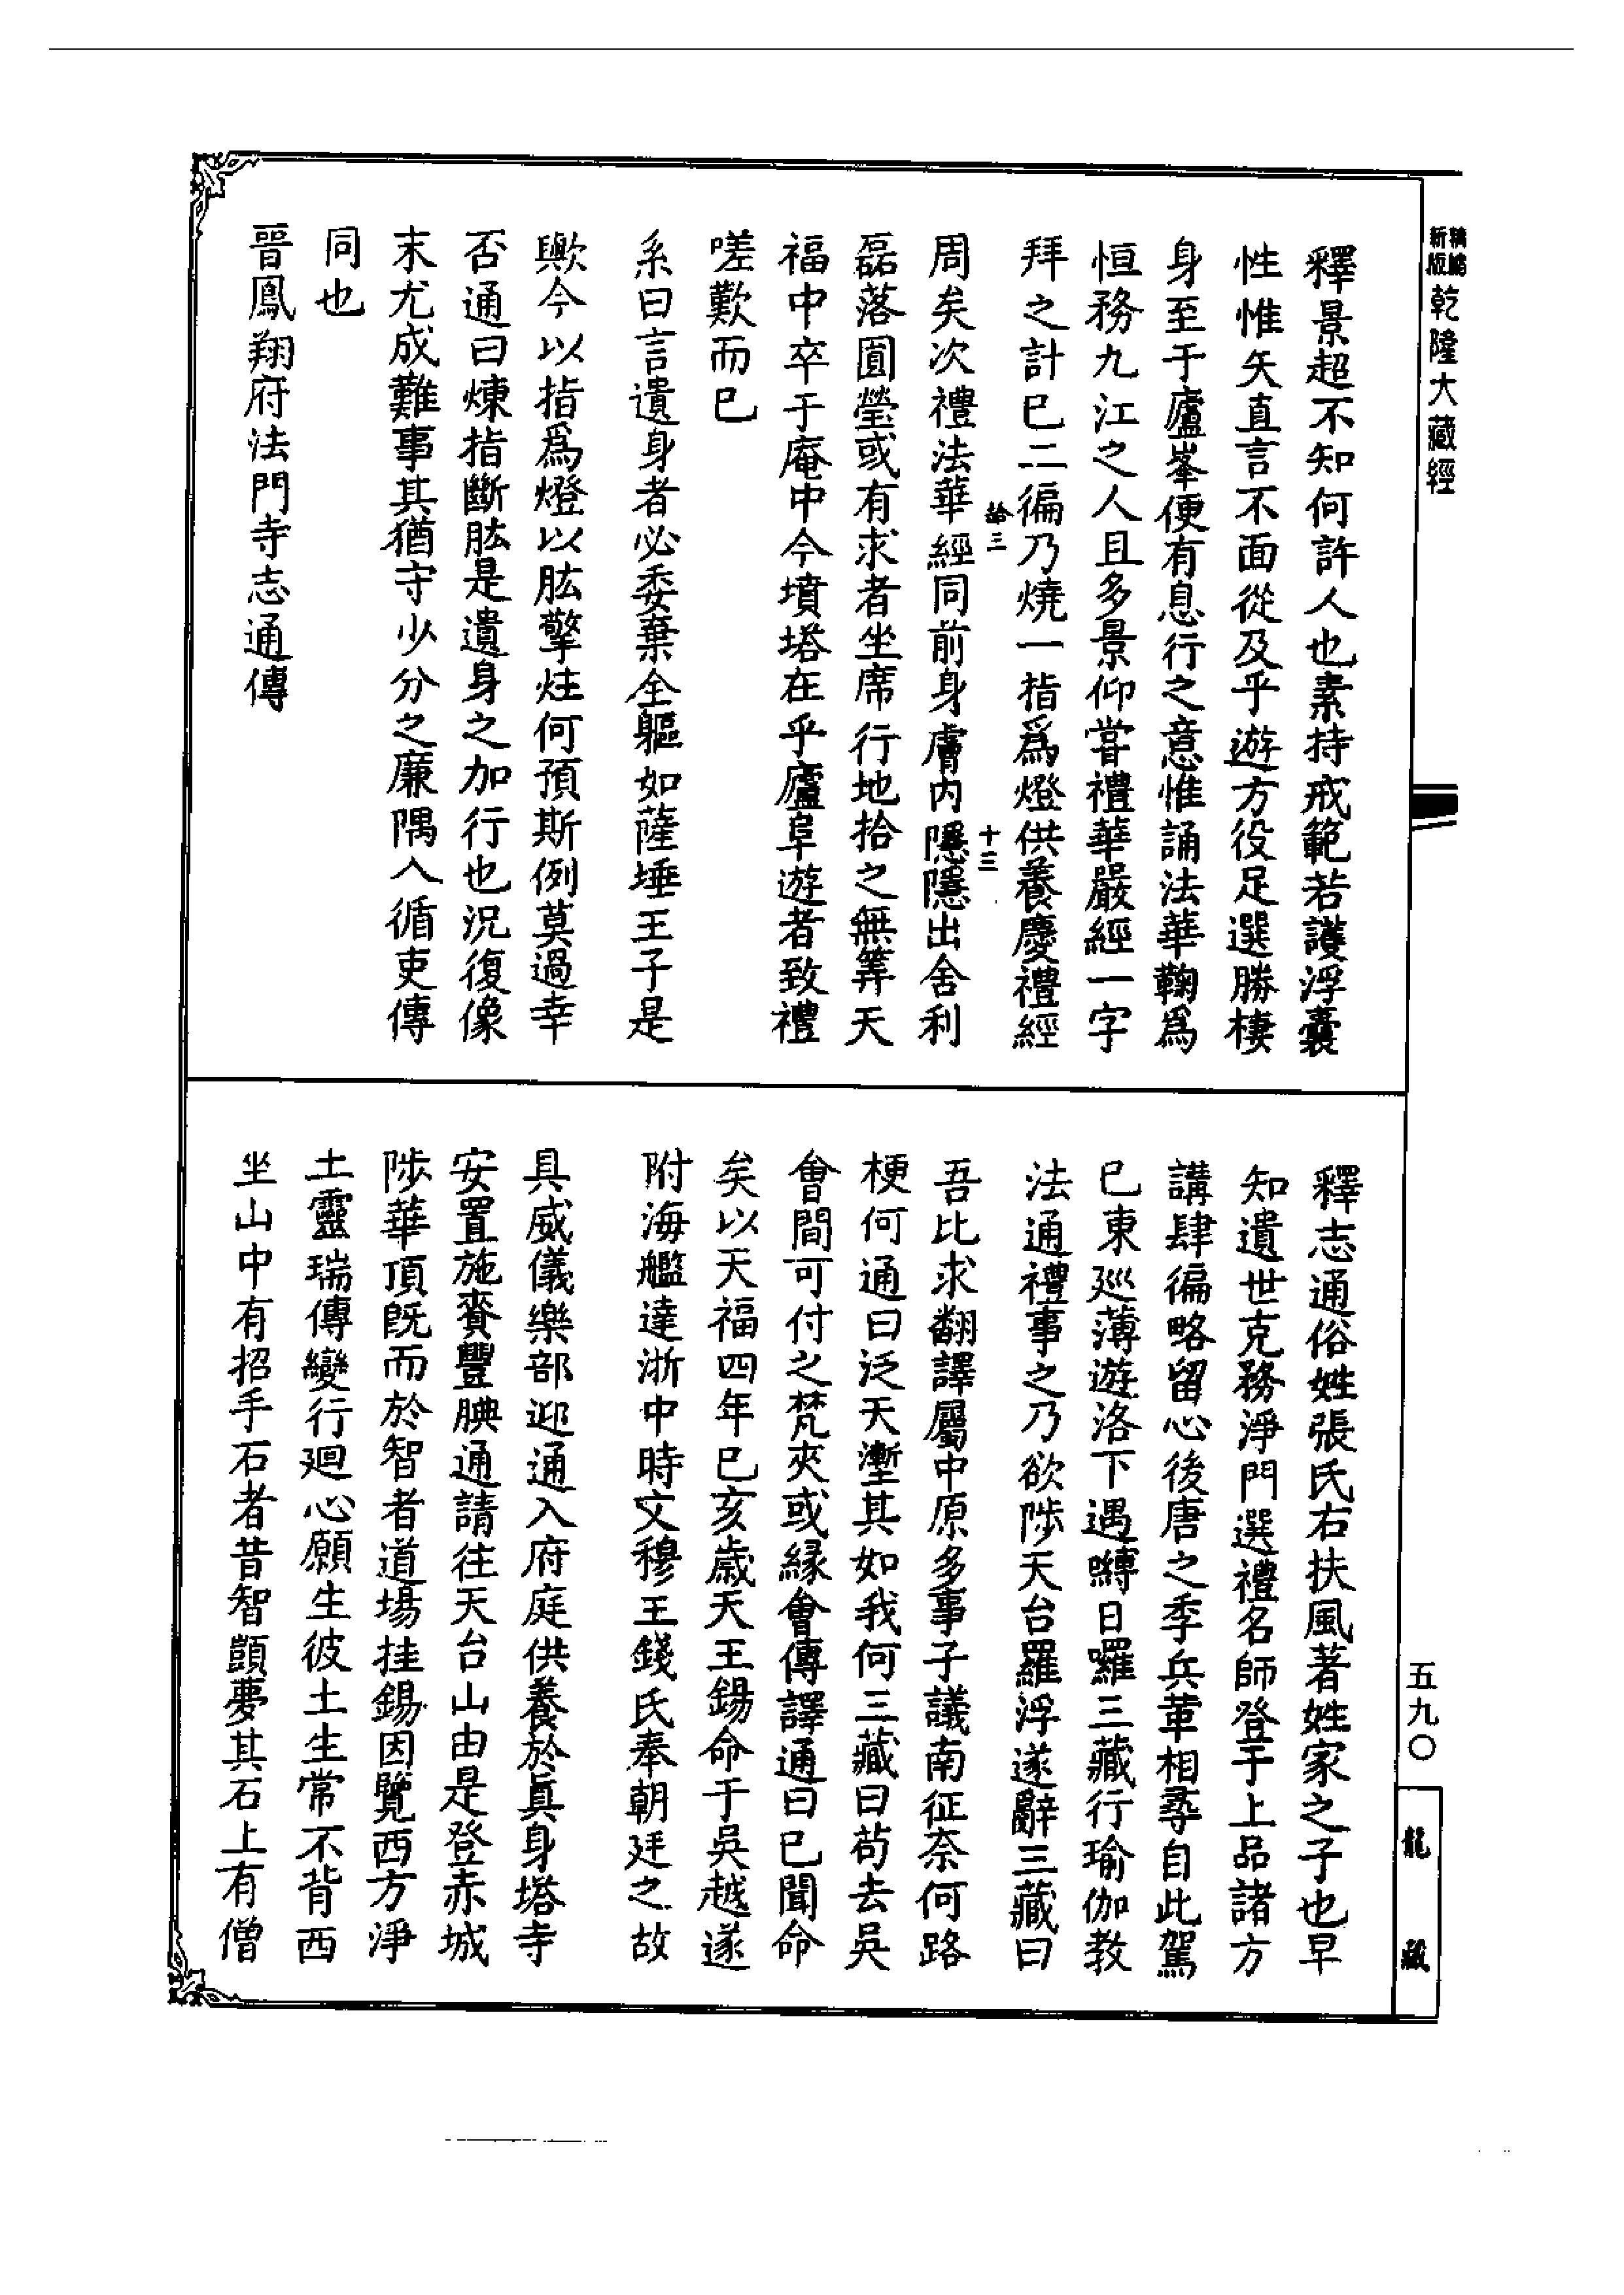 新版
乾隆大藏經
釋景超不知何許人也素持戒範若護浮囊
性惟矢直言不面從及乎遊方役足選勝棲
身至于廬峯便有息行之意惟誦法華鞠爲
恒務九江之人且多景仰嘗禮華嚴經一字
拜之計已二徧乃燒一指爲燈供養慶禮經
十三
周矣次禮法華經同前身膚内隱隱出舍利
磊落圓瑩或有求者坐席行地拾之無筭天
福中卒于庵中今墳塔在乎廬阜遊者致禮
嗟歎而已
系曰言遺身者必委棄全軀如薩埵王子是
歟今以指爲燈以肱擎炷何預斯例莫過幸
否通曰煉指斷肱是遺身之加行也況復像
末尤成難事其猶守少分之廉隅入循吏傳
同也
晉鳳翔府法門寺志通傳
釋志通俗姓張氏右扶風著姓家之子也早
知遺世克務淨門選禮名師登于上品諸方
講肆徧略留心後唐之季兵革相尋自此駕
已東巡薄遊洛下遇嚩日囉三藏行瑜伽教
法通禮事之乃欲陟天台羅浮遂辭三藏曰
吾比求翻譯屬中原多事子議南征奈何路
梗何通曰泛天塹其如我何三藏曰苟去吳
會間可付之梵夾或緣會傳譯通曰已聞命
矣以天福四年已亥歲天王錫命于吳越遂
附海艦達浙中時文穆王錢氏奉朝廷之故
具威儀樂部迎通入府庭供養於眞身塔寺
安置施賚豐腆通請往天台山由是登赤城
陟華頂旣而於智者道場挂錫因覽西方淨
土靈瑞傳變行迴心願生彼土生常不背西
坐山中有招手石者昔智顗夢其石上有僧
五九〇
龍藏